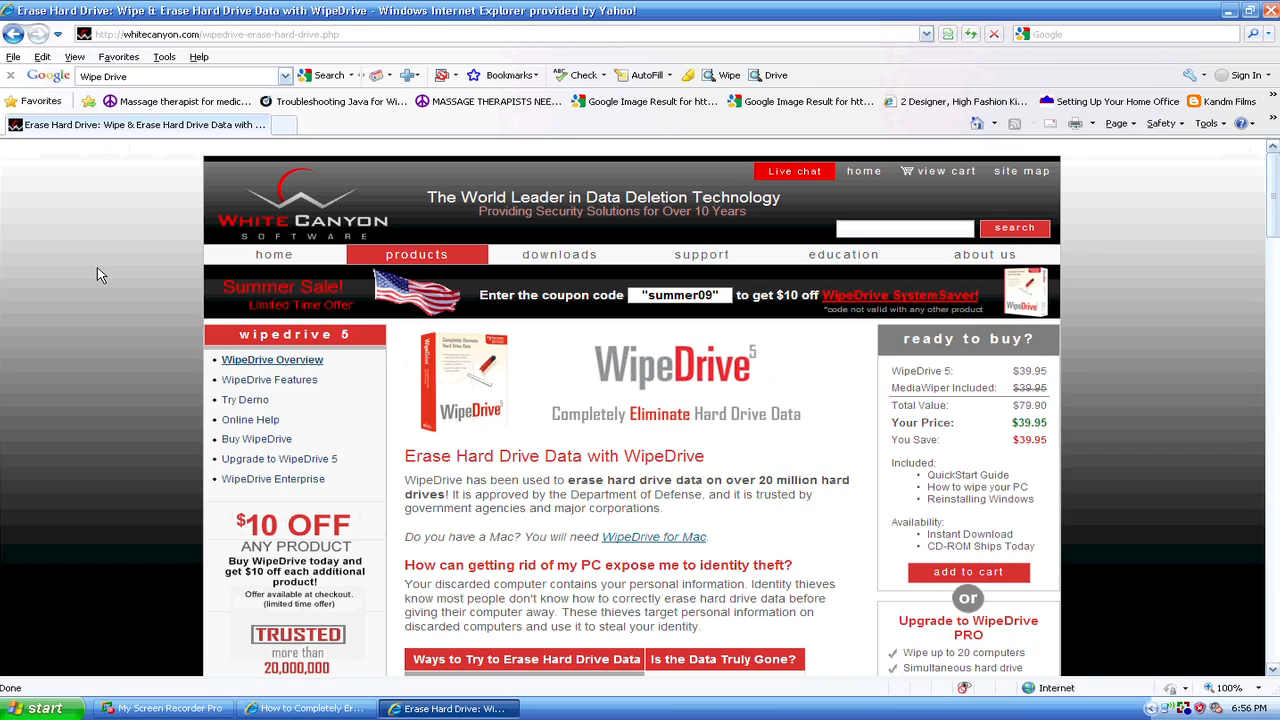 Erase Hard Drive: Wipe & Erase Hard Drive Data with WipeDrive - Windows Internet Explorer provided by Yahoo!
http://whitecanyon.com/wipedrive-erase-hard-drive.php
Google
File Edit View Favorites Tools Help
Google Wipe Drive Search Bookmarks Check AutoFill Wipe Drive Sign In
Favorites Massage therapist for medic... Troubleshooting Java for Wi... MASSAGE THERAPISTS NEE... Google Image Result for htt... Google Image Result for htt... 2 Designer, High Fashion Ki... Setting Up Your Home Office Kandm Films
Erase Hard Drive: Wipe & Erase Hard Drive Data with ... Page Safety Tools
Live chat home view cart site map
The World Leader in Data Deletion Technology
Providing Security Solutions for Over 10 Years
WHITE CANYON
SOFTWARE
search
home products downloads support education about us
Summer Sale!
Limited Time Offer
Enter the coupon code "summer09" to get $10 off WipeDrive SystemSaver!
*code not valid with any other product
wipedrive 5
WipeDrive Overview
WipeDrive Features
Try Demo
Online Help
Buy WipeDrive
Upgrade to WipeDrive 5
WipeDrive Enterprise
$10 OFF
ANY PRODUCT
Buy WipeDrive today and
get $10 off each additional
product!
Offer available at checkout.
(limited time offer)
TRUSTED
more than
20,000,000
WipeDrive
WipeDrive5
Completely Eliminate Hard Drive Data
Erase Hard Drive Data with WipeDrive
WipeDrive has been used to erase hard drive data on over 20 million hard
drives! It is approved by the Department of Defense, and it is trusted by
government agencies and major corporations.
Do you have a Mac? You will need WipeDrive for Mac.
How can getting rid of my PC expose me to identity theft?
Your discarded computer contains your personal information. Identity thieves
know most people don't know how to correctly erase hard drive data before
giving their computer away. These thieves target personal information on
discarded computers and use it to steal your identity.
Ways to Try to Erase Hard Drive Data Is the Data Truly Gone?
ready to buy?
WipeDrive 5: $39.95
MediaWiper Included: $39.95
Total Value: $79.90
Your Price: $39.95
You Save: $39.95
Included:
QuickStart Guide
How to wipe your PC
Reinstalling Windows
Availability:
Instant Download
CD-ROM Ships Today
add to cart
or
Upgrade to WipeDrive
PRO
Wipe up to 20 computers
Simultaneous hard drive
Done Internet 100%
start My Screen Recorder Pro How to Completely Er... Erase Hard Drive: Wi... 6:56 PM